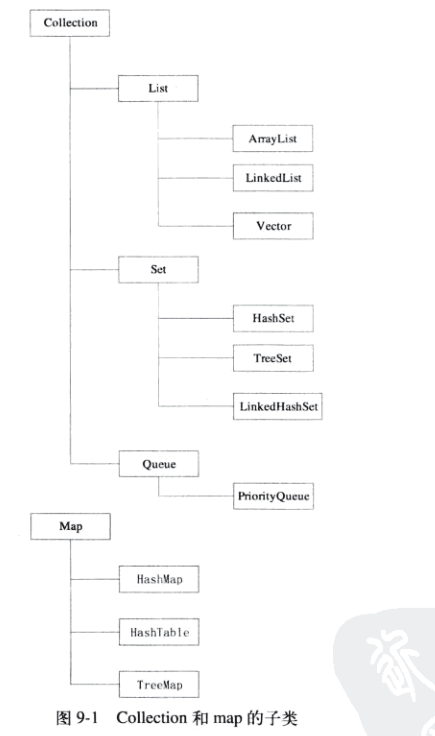 Collection
List
ArrayList
LinkedList
Vector
Set
HashSet
TreeSet
LinkedHashSet
Queue
PriorityQueue
Map
HashMap
HashTable
TreeMap
图 9-1 Collection 和 map 的子类